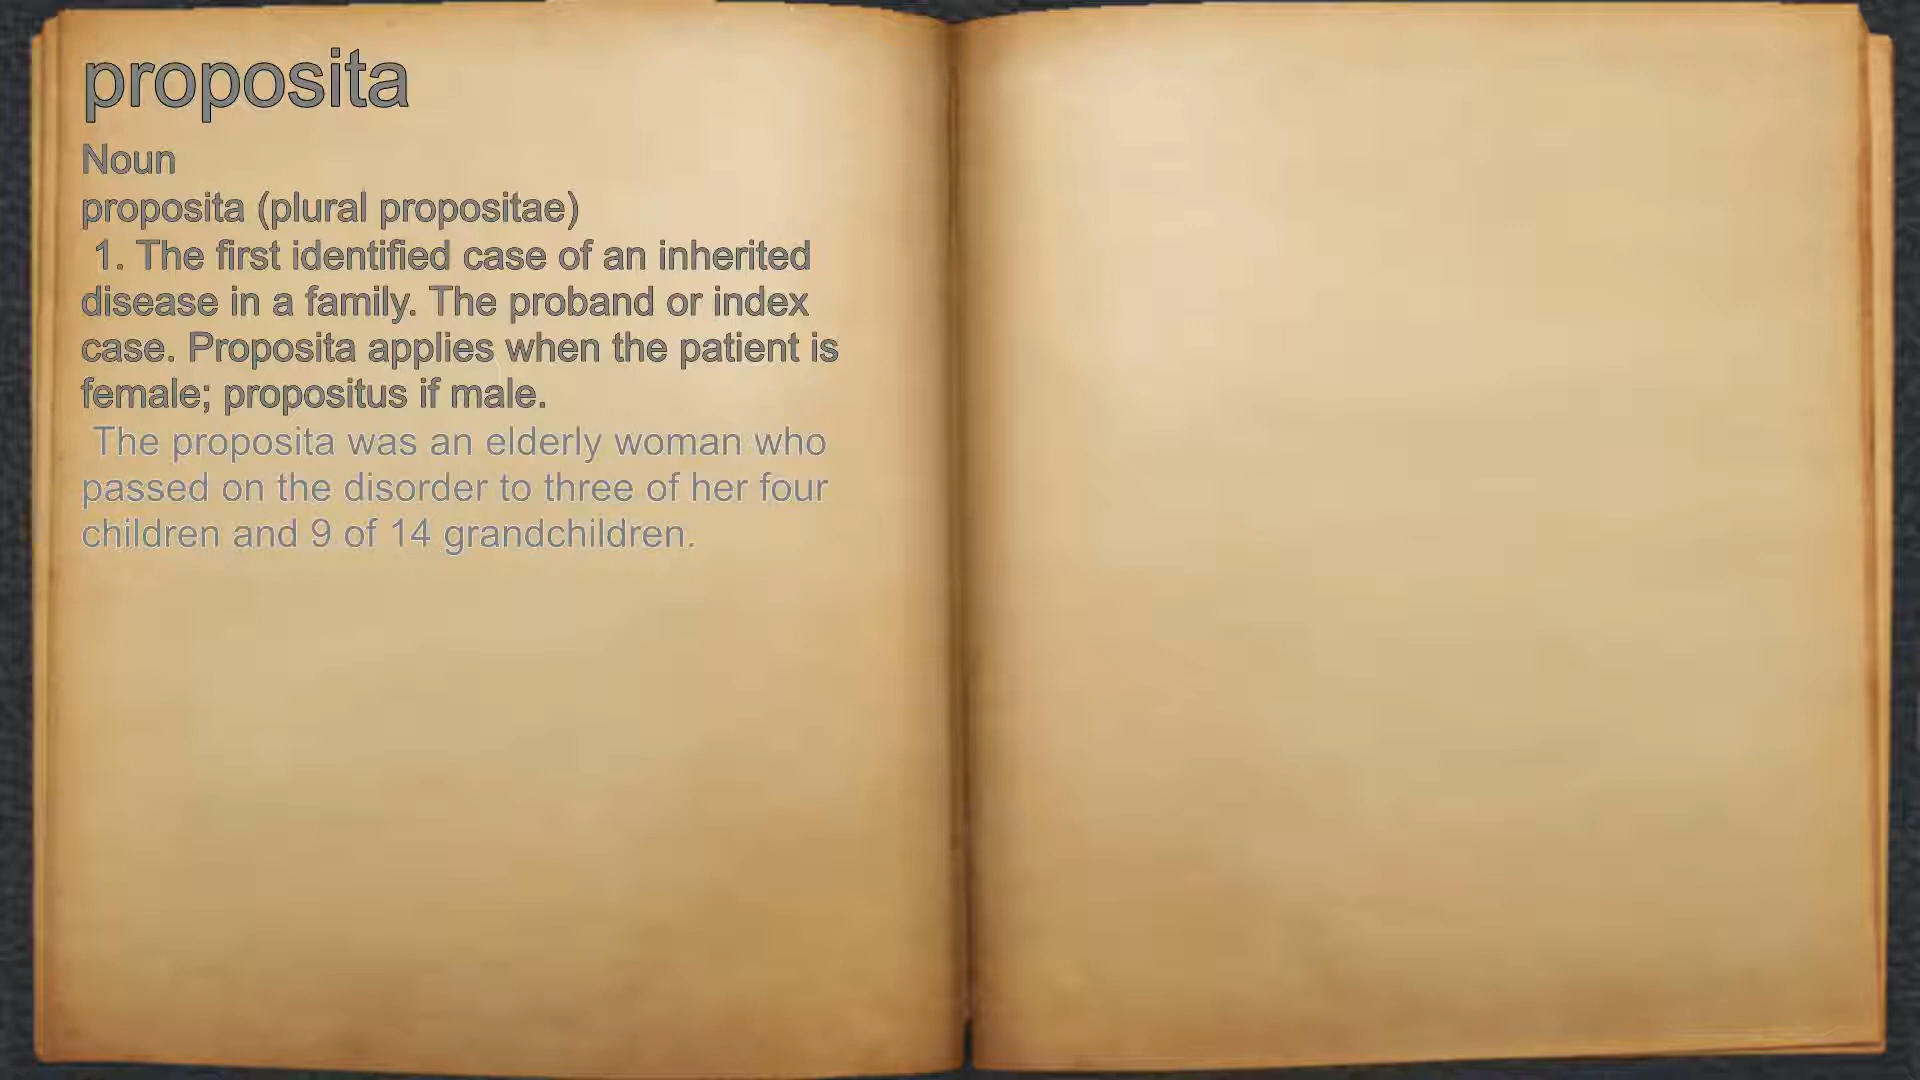 proposita
Noun
proposita (plural propositae)
1. The first identified case of an inherited
disease in a family. The proband or index
case. Proposita applies when the patient is
female; propositus if male.
The proposita was an elderly woman who
passed on the disorder to three of her four
children and 9 of 14 grandchildren.